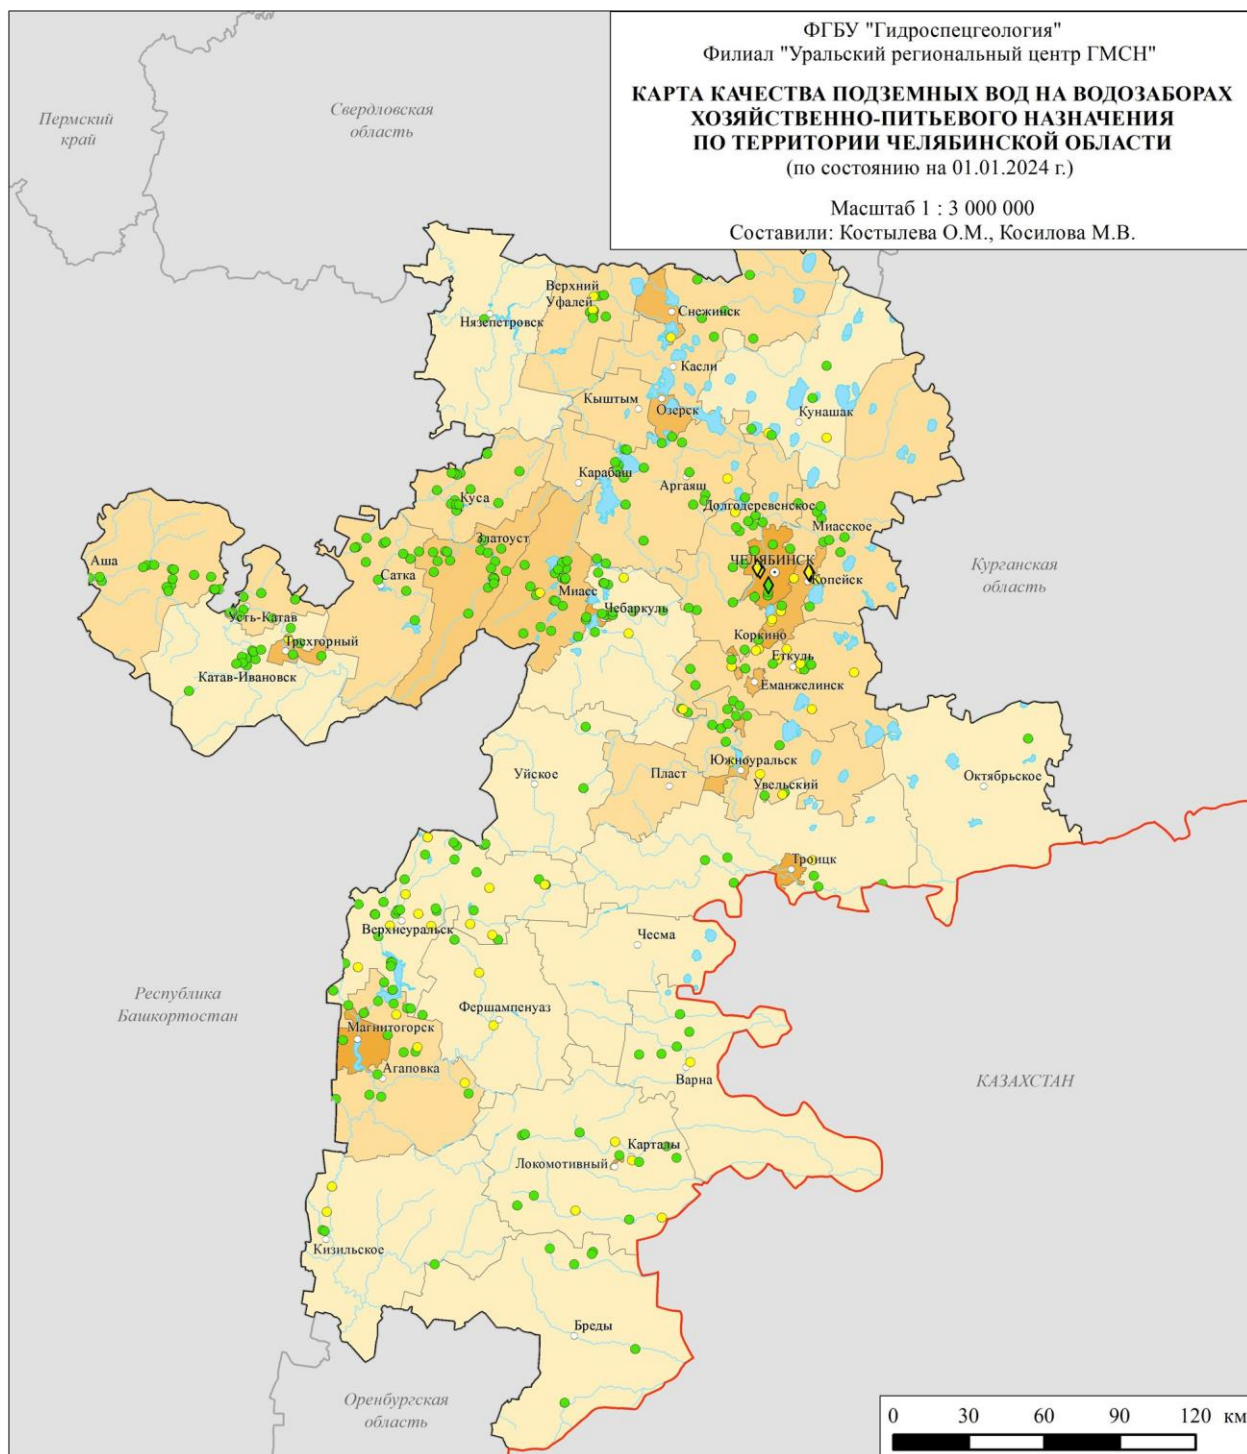 ФГБУ "Гидроспецгеология"
Филиал "Уральский региональный центр ГМСН"
КАРТА КАЧЕСТВА ПОДЗЕМНЫХ ВОД НА ВОДОЗАБОРАХ
ХОЗЯЙСТВЕННО-ПИТЬЕВОГО НАЗНАЧЕНИЯ
ПО ТЕРРИТОРИИ ЧЕЛЯБИНСКОЙ ОБЛАСТИ
(по состоянию на 01.01.2024 г.)
Масштаб 1 : 3 000 000
Составили: Костылева О.М., Косилова М.В.
Пермский
край
Свердловская
область
Верхний
Уфалей
Нязепетровск
Снежинск
Касли
Кыштым
Озерск
Кунашак
Карабаш
Аргаяш
Куса
Долгодеревенское
Миасское
Златоуст
Аша
Сатка
ЧЕЛЯБИНСК
Копейск
Курганская
область
Миасс
Чебаркуль
Усть-Катав
Трехгорный
Коркино
Еткуль
Катав-Ивановск
Еманжелинск
Южноуральск
Уйское
Пласт
Увельский
Октябрьское
Троицк
Верхнеуральск
Чесма
Республика
Башкортостан
Фершампенуаз
Магнитогорск
Агаповка
Варна
КАЗАХСТАН
Карталы
Локомотивный
Кизильское
Бреды
Оренбургская
область
0 30 60 90 120 км